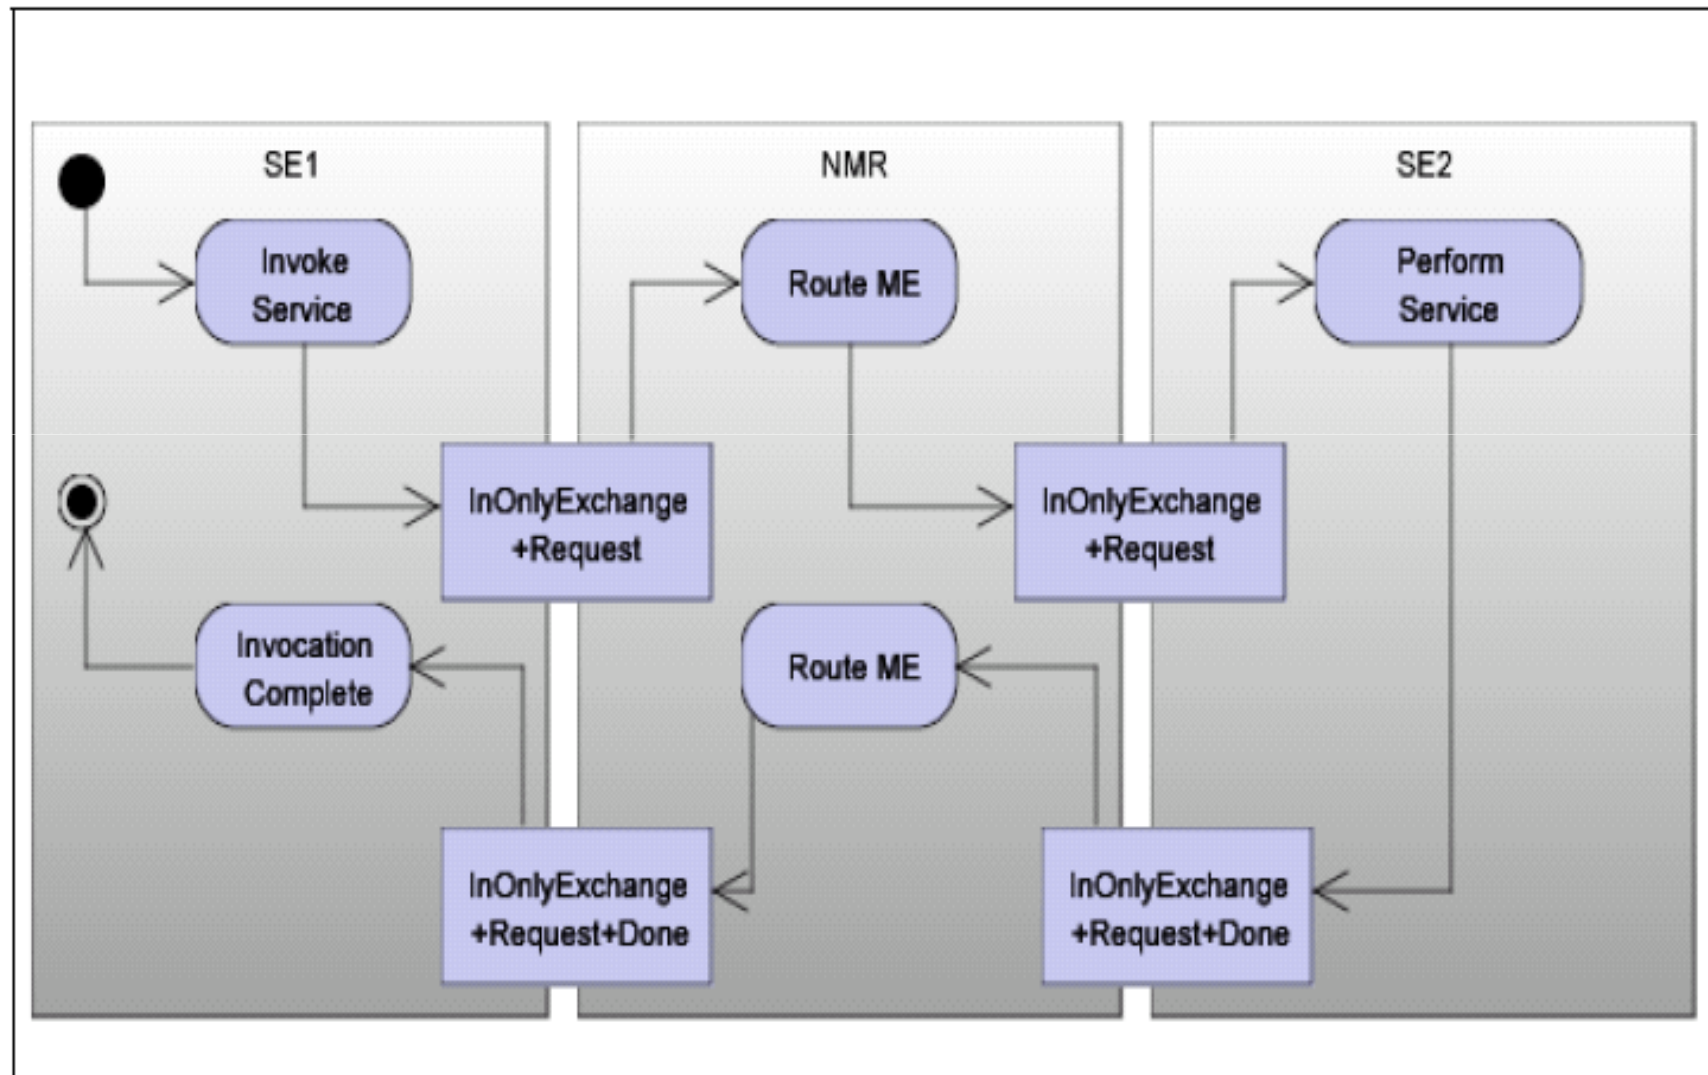 SE1
NMR
SE2
Invoke
Service
Route ME
Perform
Service
InOnlyExchange
+Request
InOnlyExchange
+Request
Invocation
Complete
Route ME
InOnlyExchange
+Request+Done
InOnlyExchange
+Request+Done